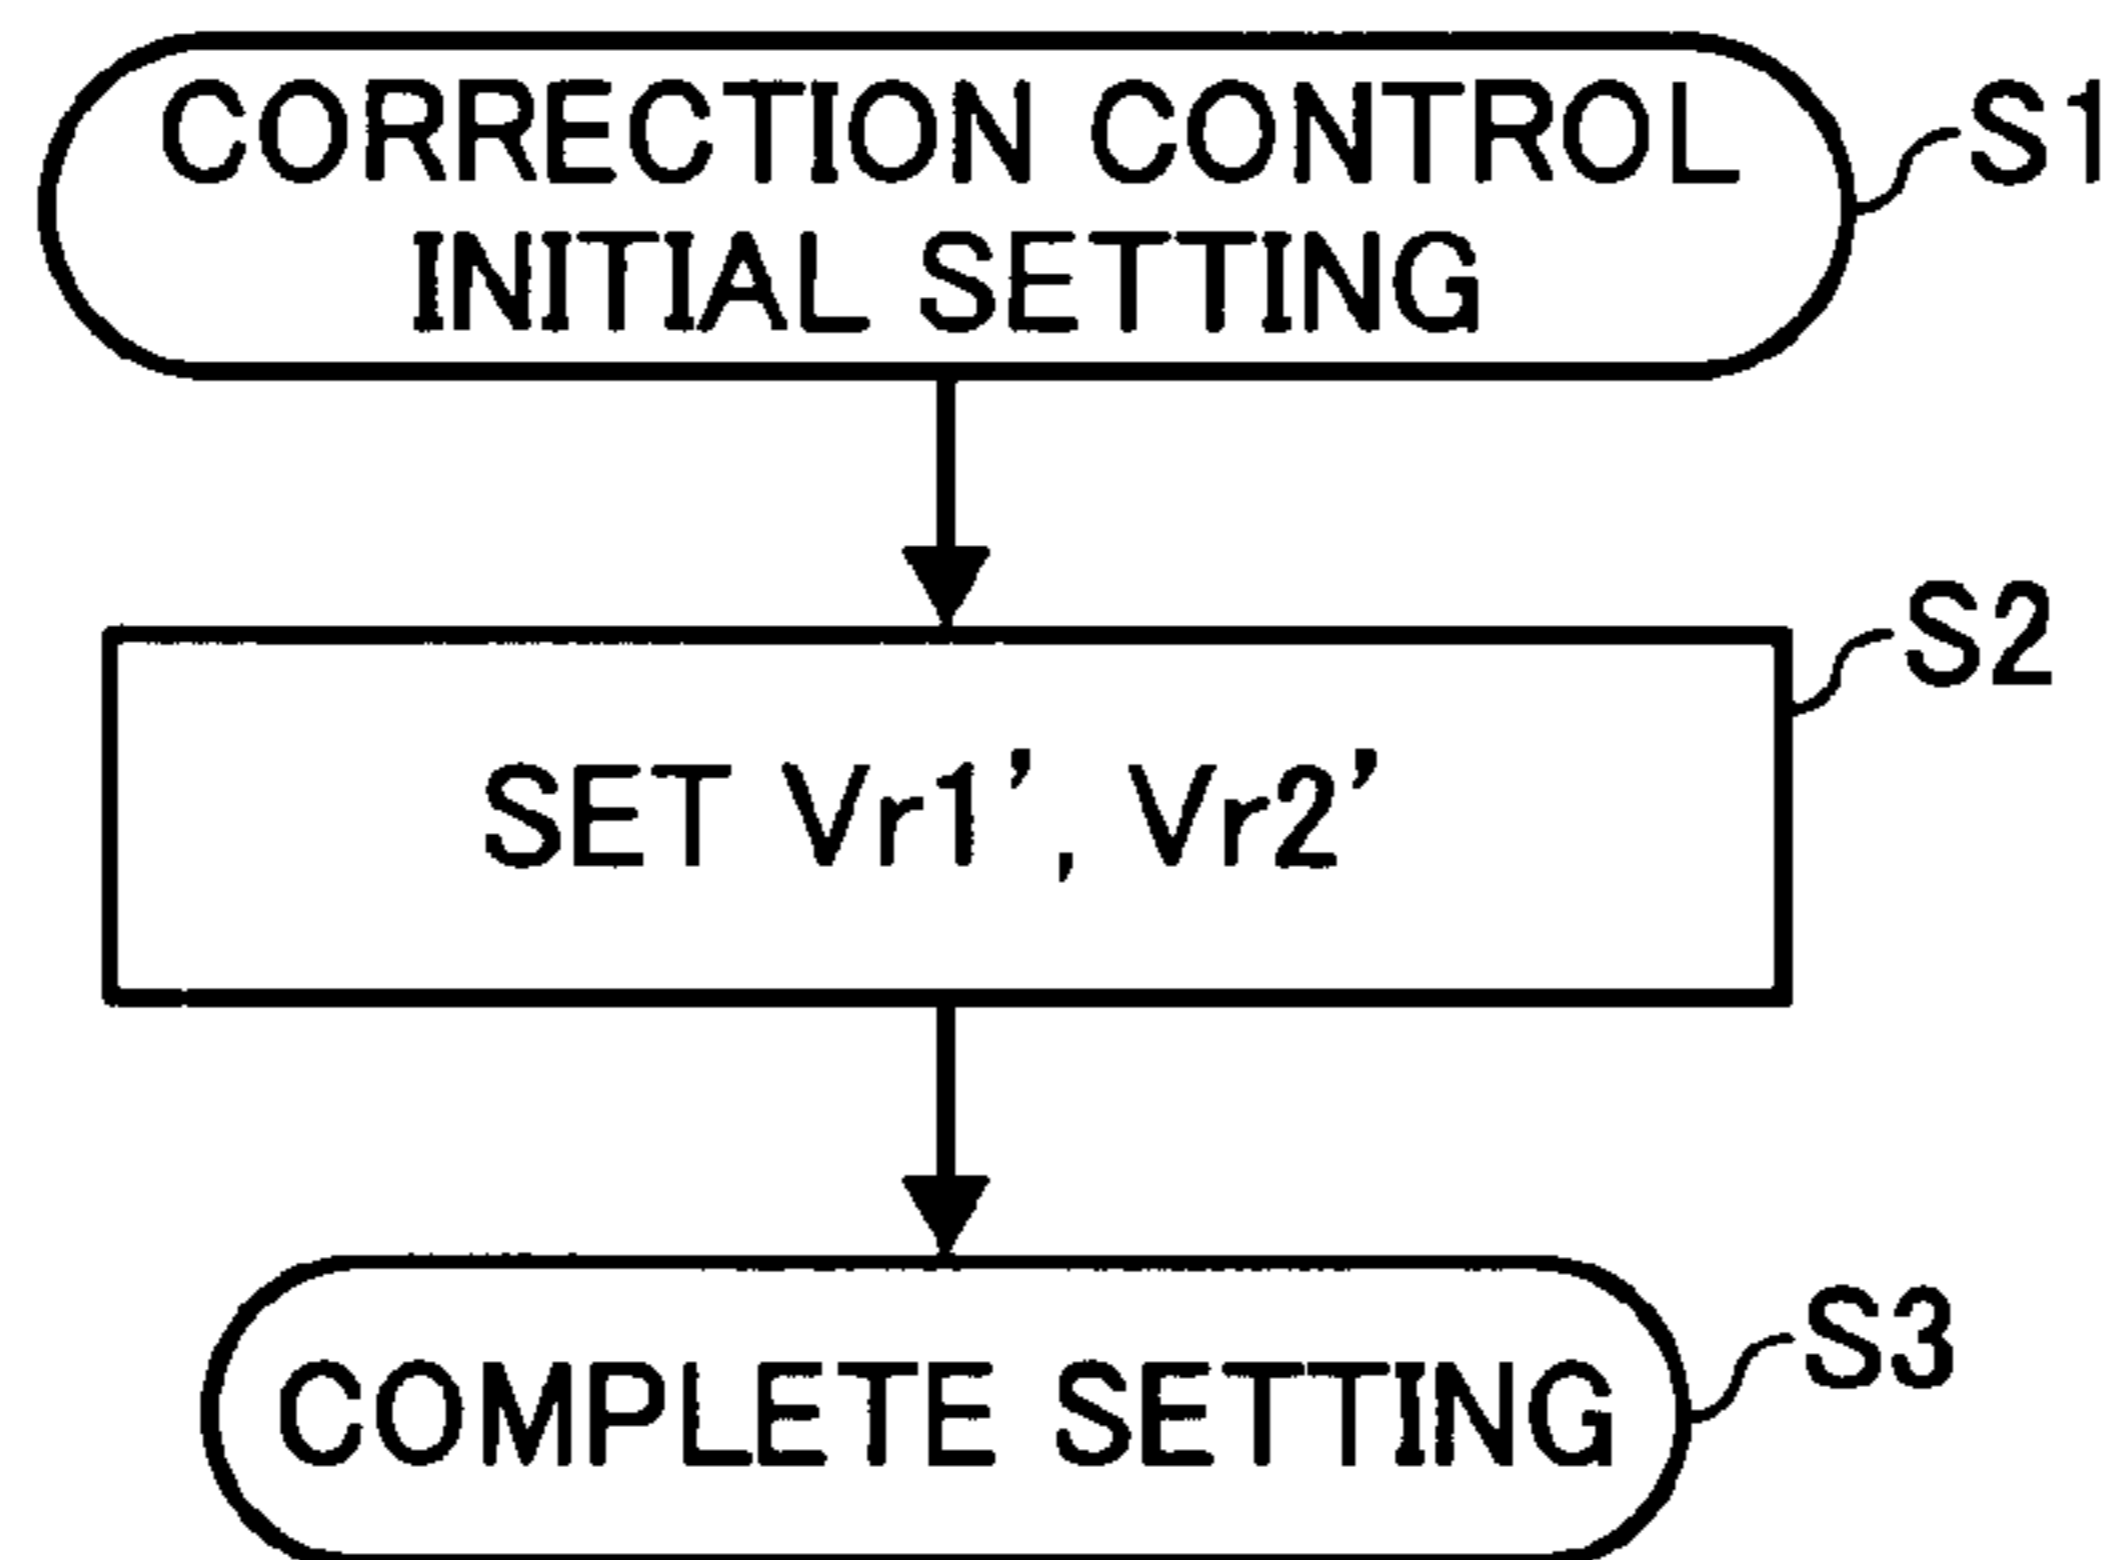 CORRECTION CONTROL S1
INITIAL SETTING
S2
SET Vr1', Vr2'
S3
COMPLETE SETTING